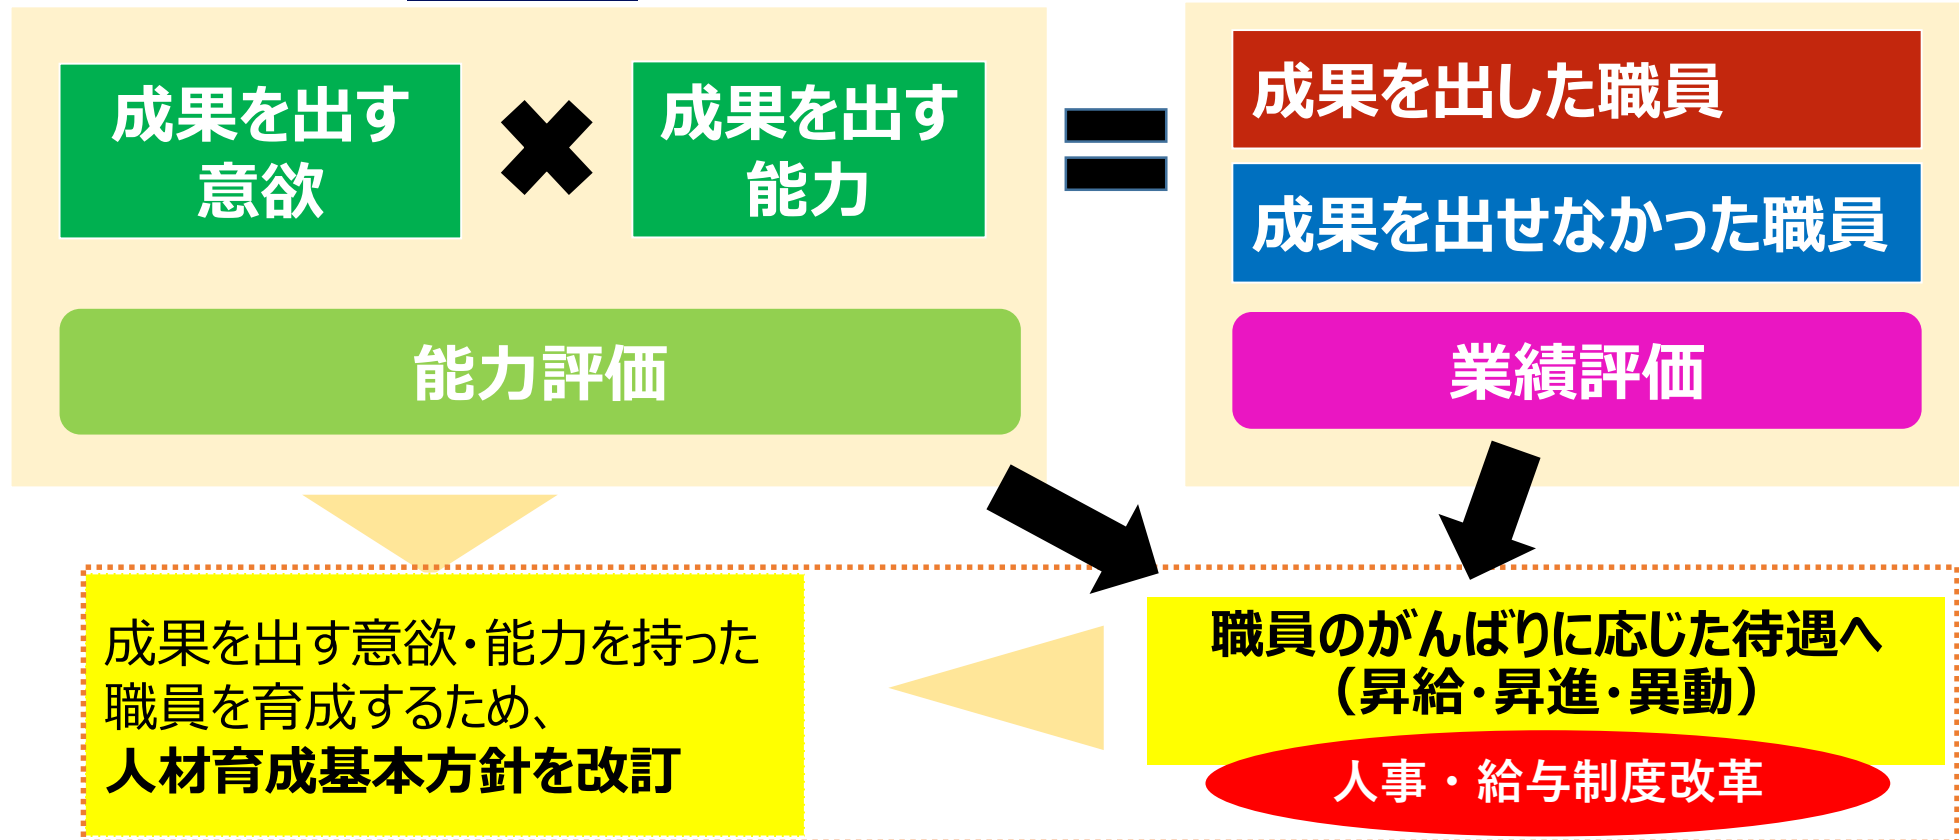 成果を出す
意欲
成果を出す
能力
成果を出した職員
成果を出せなかった職員
能力評価
業績評価
成果を出す意欲・能力を持った
職員を育成するため、
人材育成基本方針を改訂
職員のがんばりに応じた待遇へ
（昇給・昇進・異動）
人事・給与制度改革